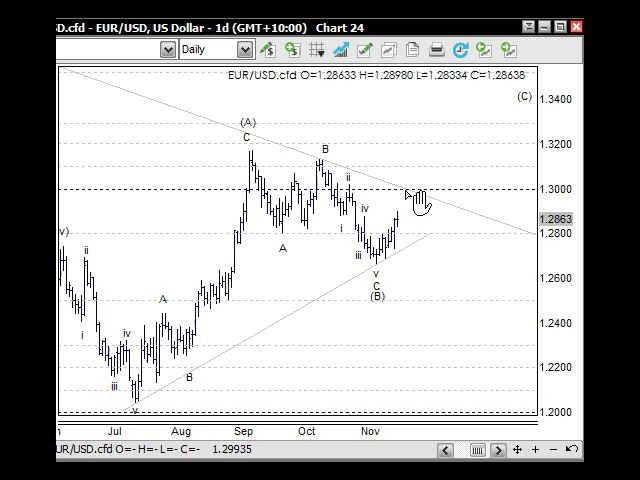 D.cfd - EUR/USD, US Dollar - 1d (GMT+10:00) Chart 24
Daily
EUR/USD.cfd O=1.28633 H=1.28980 L=1.28334 C=1.28638
(C)
1.3400
(A)
C
B
1.3200
ii
1.3000
iv
1.2863
v)
ii
A
i
1.2800
iii
v
C
(B)
1.2600
A
i
iv
1.2400
iii
B
1.2200
v
1.2000
Jul Aug Sep Oct Nov
EUR/USD.cfd O=- H=- L=- C=- 1.29935